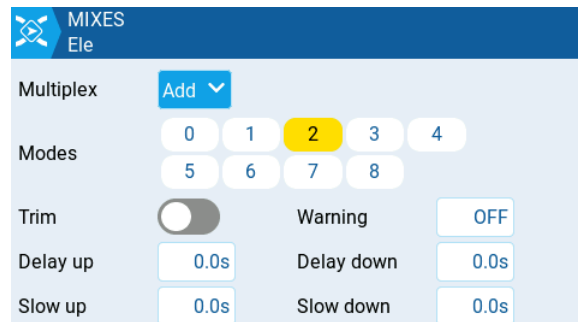 MIXES
Ele
Multiplex Add
Modes 0 1 2 3 4
5 6 7 8
Trim Warning OFF
Delay up 0.0s Delay down 0.0s
Slow up 0.0s Slow down 0.0s